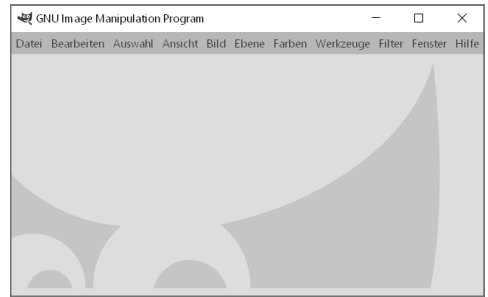 GNU Image Manipulation Program
Datei Bearbeiten Auswahl Ansicht Bild Ebene Farben Werkzeuge Filter Fenster Hilfe